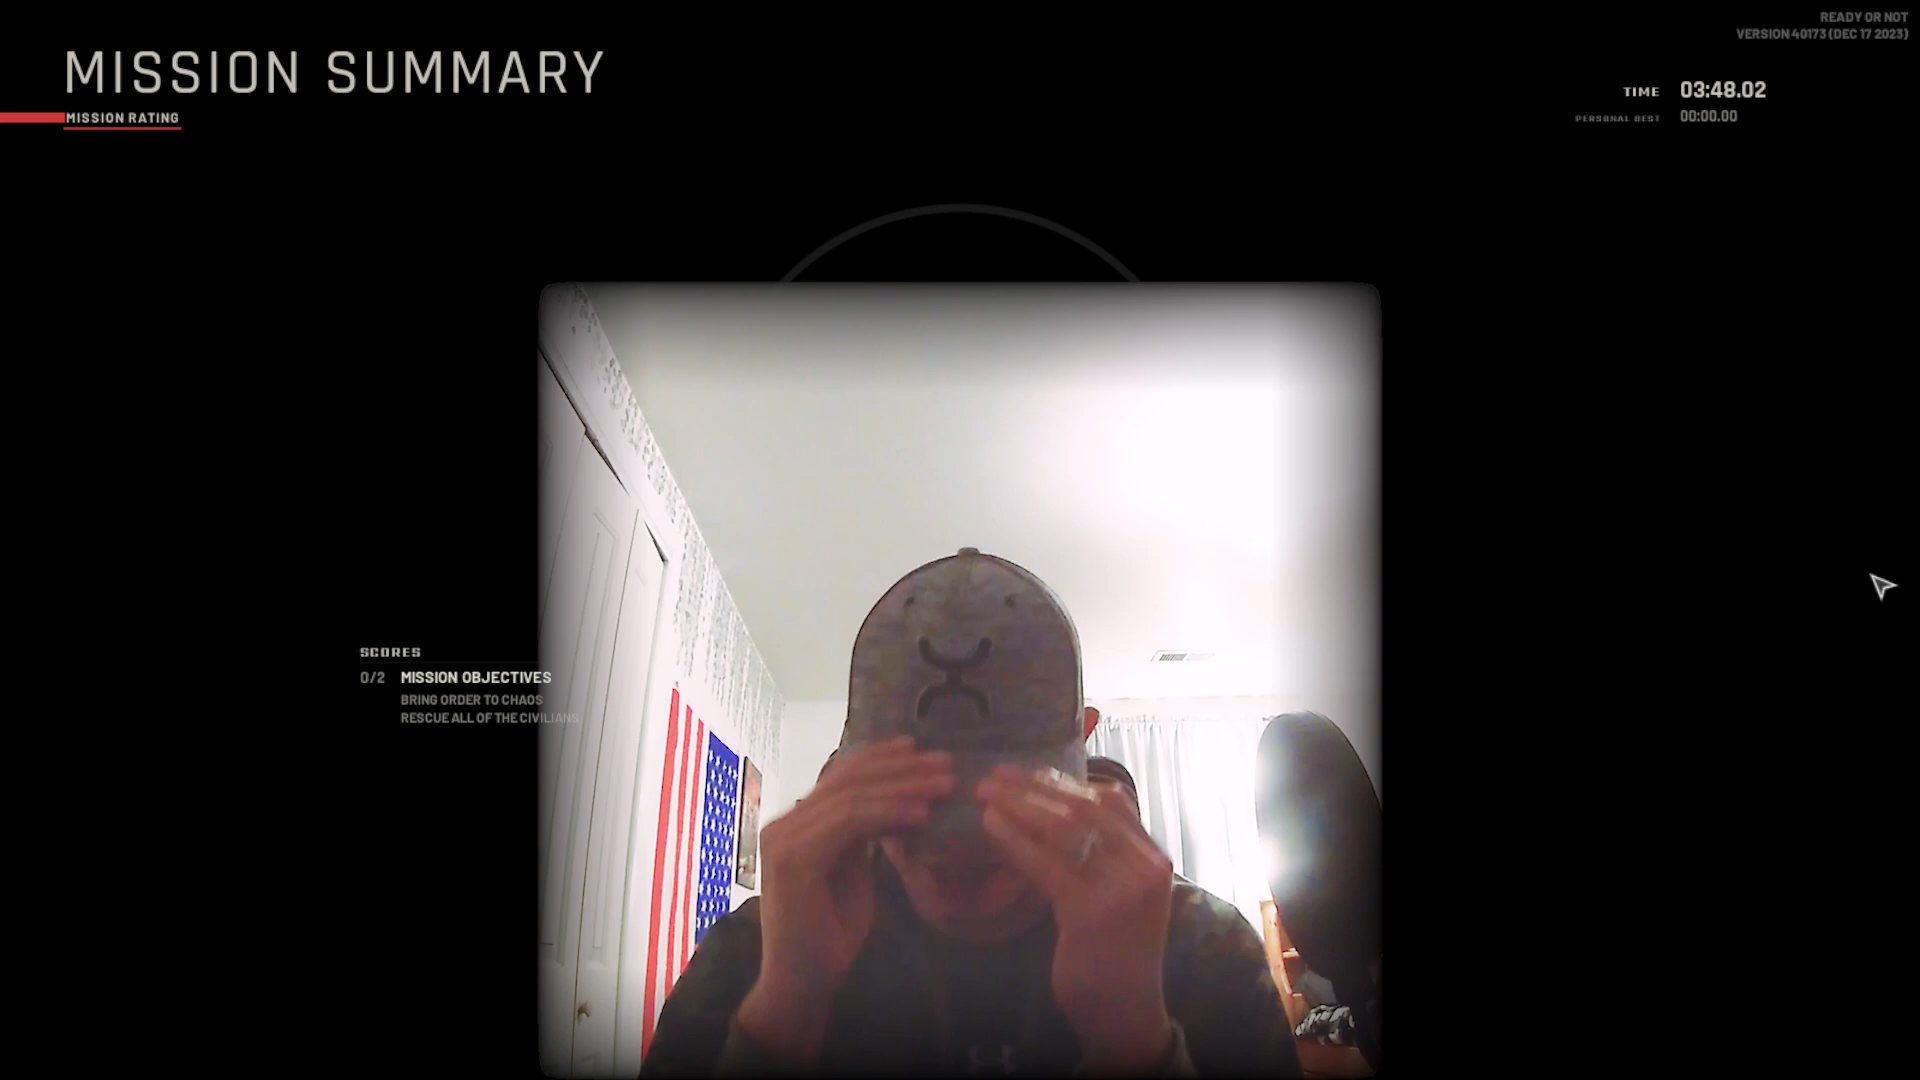 READY OR NOT
VERSION 40173 (DEC 17 2023)
MISSION SUMMARY
MISSION RATING
TIME 03:48.02
PERSONAL BEST 00:00.00
SCORES
0/2 MISSION OBJECTIVES
BRING ORDER TO CHAOS
RESCUE ALL OF THE CIVILIANS